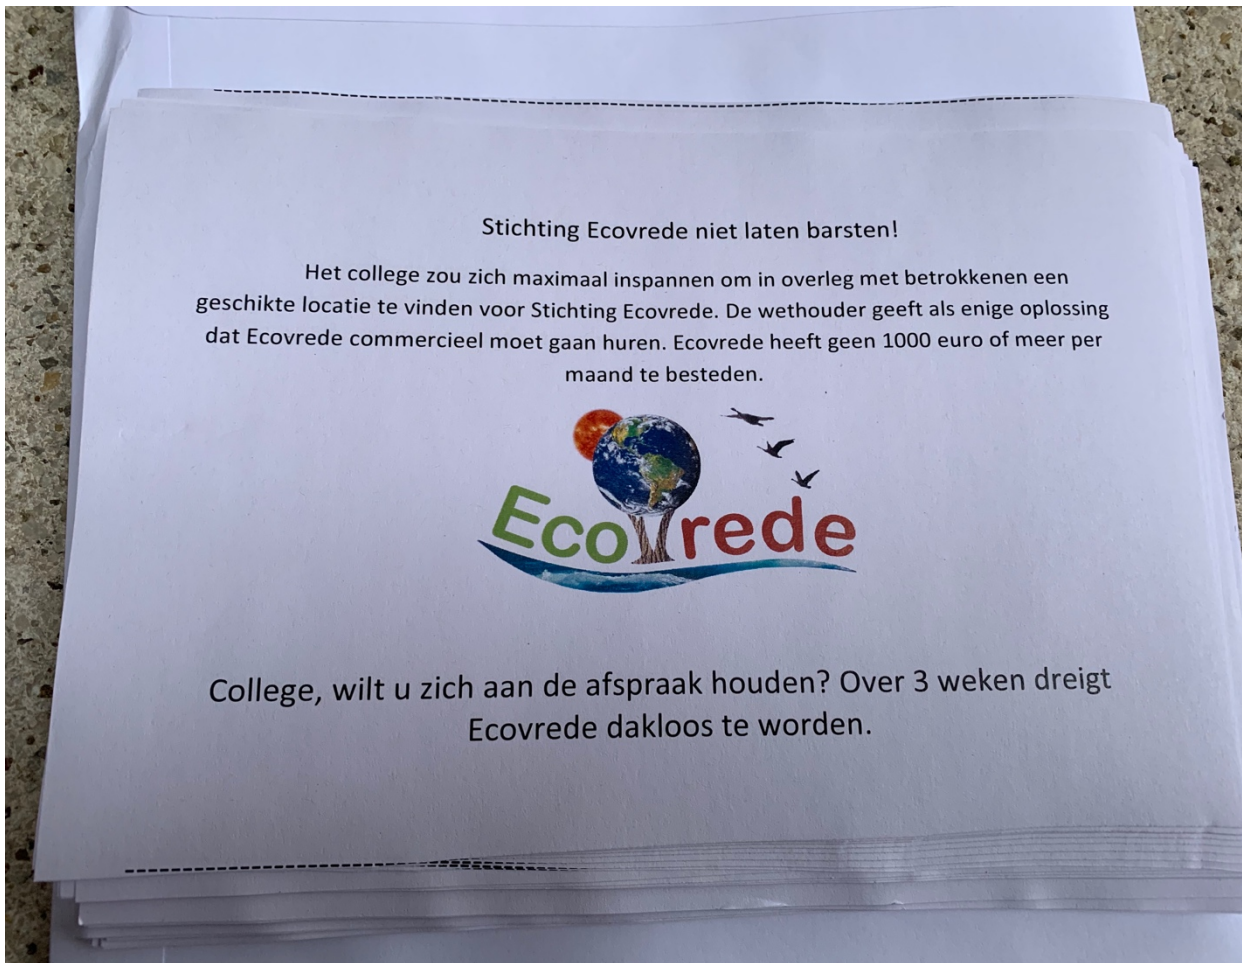 Stichting Ecovrede niet laten barsten!
Het college zou zich maximaal inspannen om in overleg met betrokkenen een
geschikte locatie te vinden voor Stichting Ecovrede. De wethouder geeft als enige oplossing
dat Ecovrede commercieel moet gaan huren. Ecovrede heeft geen 1000 euro of meer per
maand te besteden.
EcoVrede
College, wilt u zich aan de afspraak houden? Over 3 weken dreigt
Ecovrede dakloos te worden.